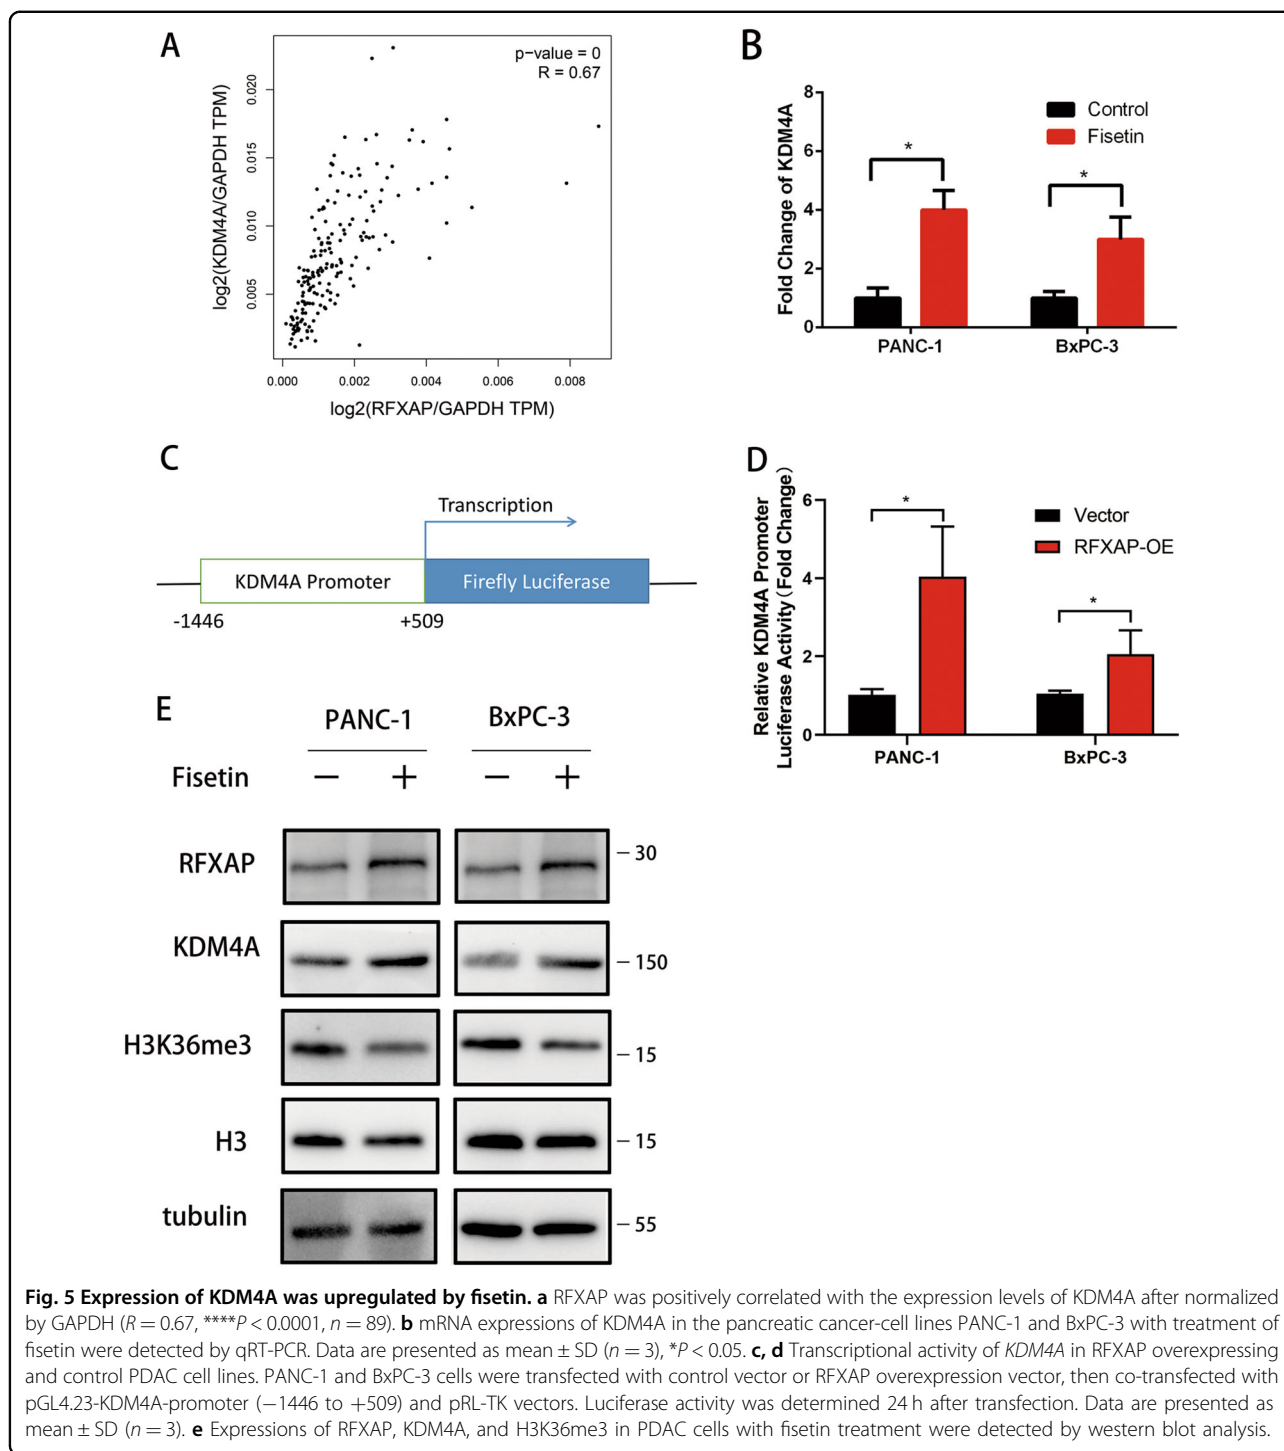 A
p-value = 0
R = 0.67
log2(KDM4A/GAPDH TPM)
0.020
0.015
0.010
0.005
0.000 0.002 0.004 0.006 0.008
log2(RFXAP/GAPDH TPM)
B
Control
Fisetin
Fold Change of KDM4A
8
6
4
2
0
* *
PANC-1 BxPC-3
C
Transcription
KDM4A Promoter Firefly Luciferase
-1446 +509
D
Vector
RFXAP-OE
Relative KDM4A Promoter
Luciferase Activity (Fold Change)
6
4
2
0
* *
PANC-1 BxPC-3
E
PANC-1 BxPC-3
Fisetin − + − +
RFXAP – 30
KDM4A – 150
H3K36me3 – 15
H3 – 15
tubulin – 55
Fig. 5 Expression of KDM4A was upregulated by fisetin. a RFXAP was positively correlated with the expression levels of KDM4A after normalized
by GAPDH (R = 0.67, ****P < 0.0001, n = 89). b mRNA expressions of KDM4A in the pancreatic cancer-cell lines PANC-1 and BxPC-3 with treatment of
fisetin were detected by qRT-PCR. Data are presented as mean ± SD (n = 3), *P < 0.05. c, d Transcriptional activity of KDM4A in RFXAP overexpressing
and control PDAC cell lines. PANC-1 and BxPC-3 cells were transfected with control vector or RFXAP overexpression vector, then co-transfected with
pGL4.23-KDM4A-promoter (−1446 to +509) and pRL-TK vectors. Luciferase activity was determined 24 h after transfection. Data are presented as
mean ± SD (n = 3). e Expressions of RFXAP, KDM4A, and H3K36me3 in PDAC cells with fisetin treatment were detected by western blot analysis.